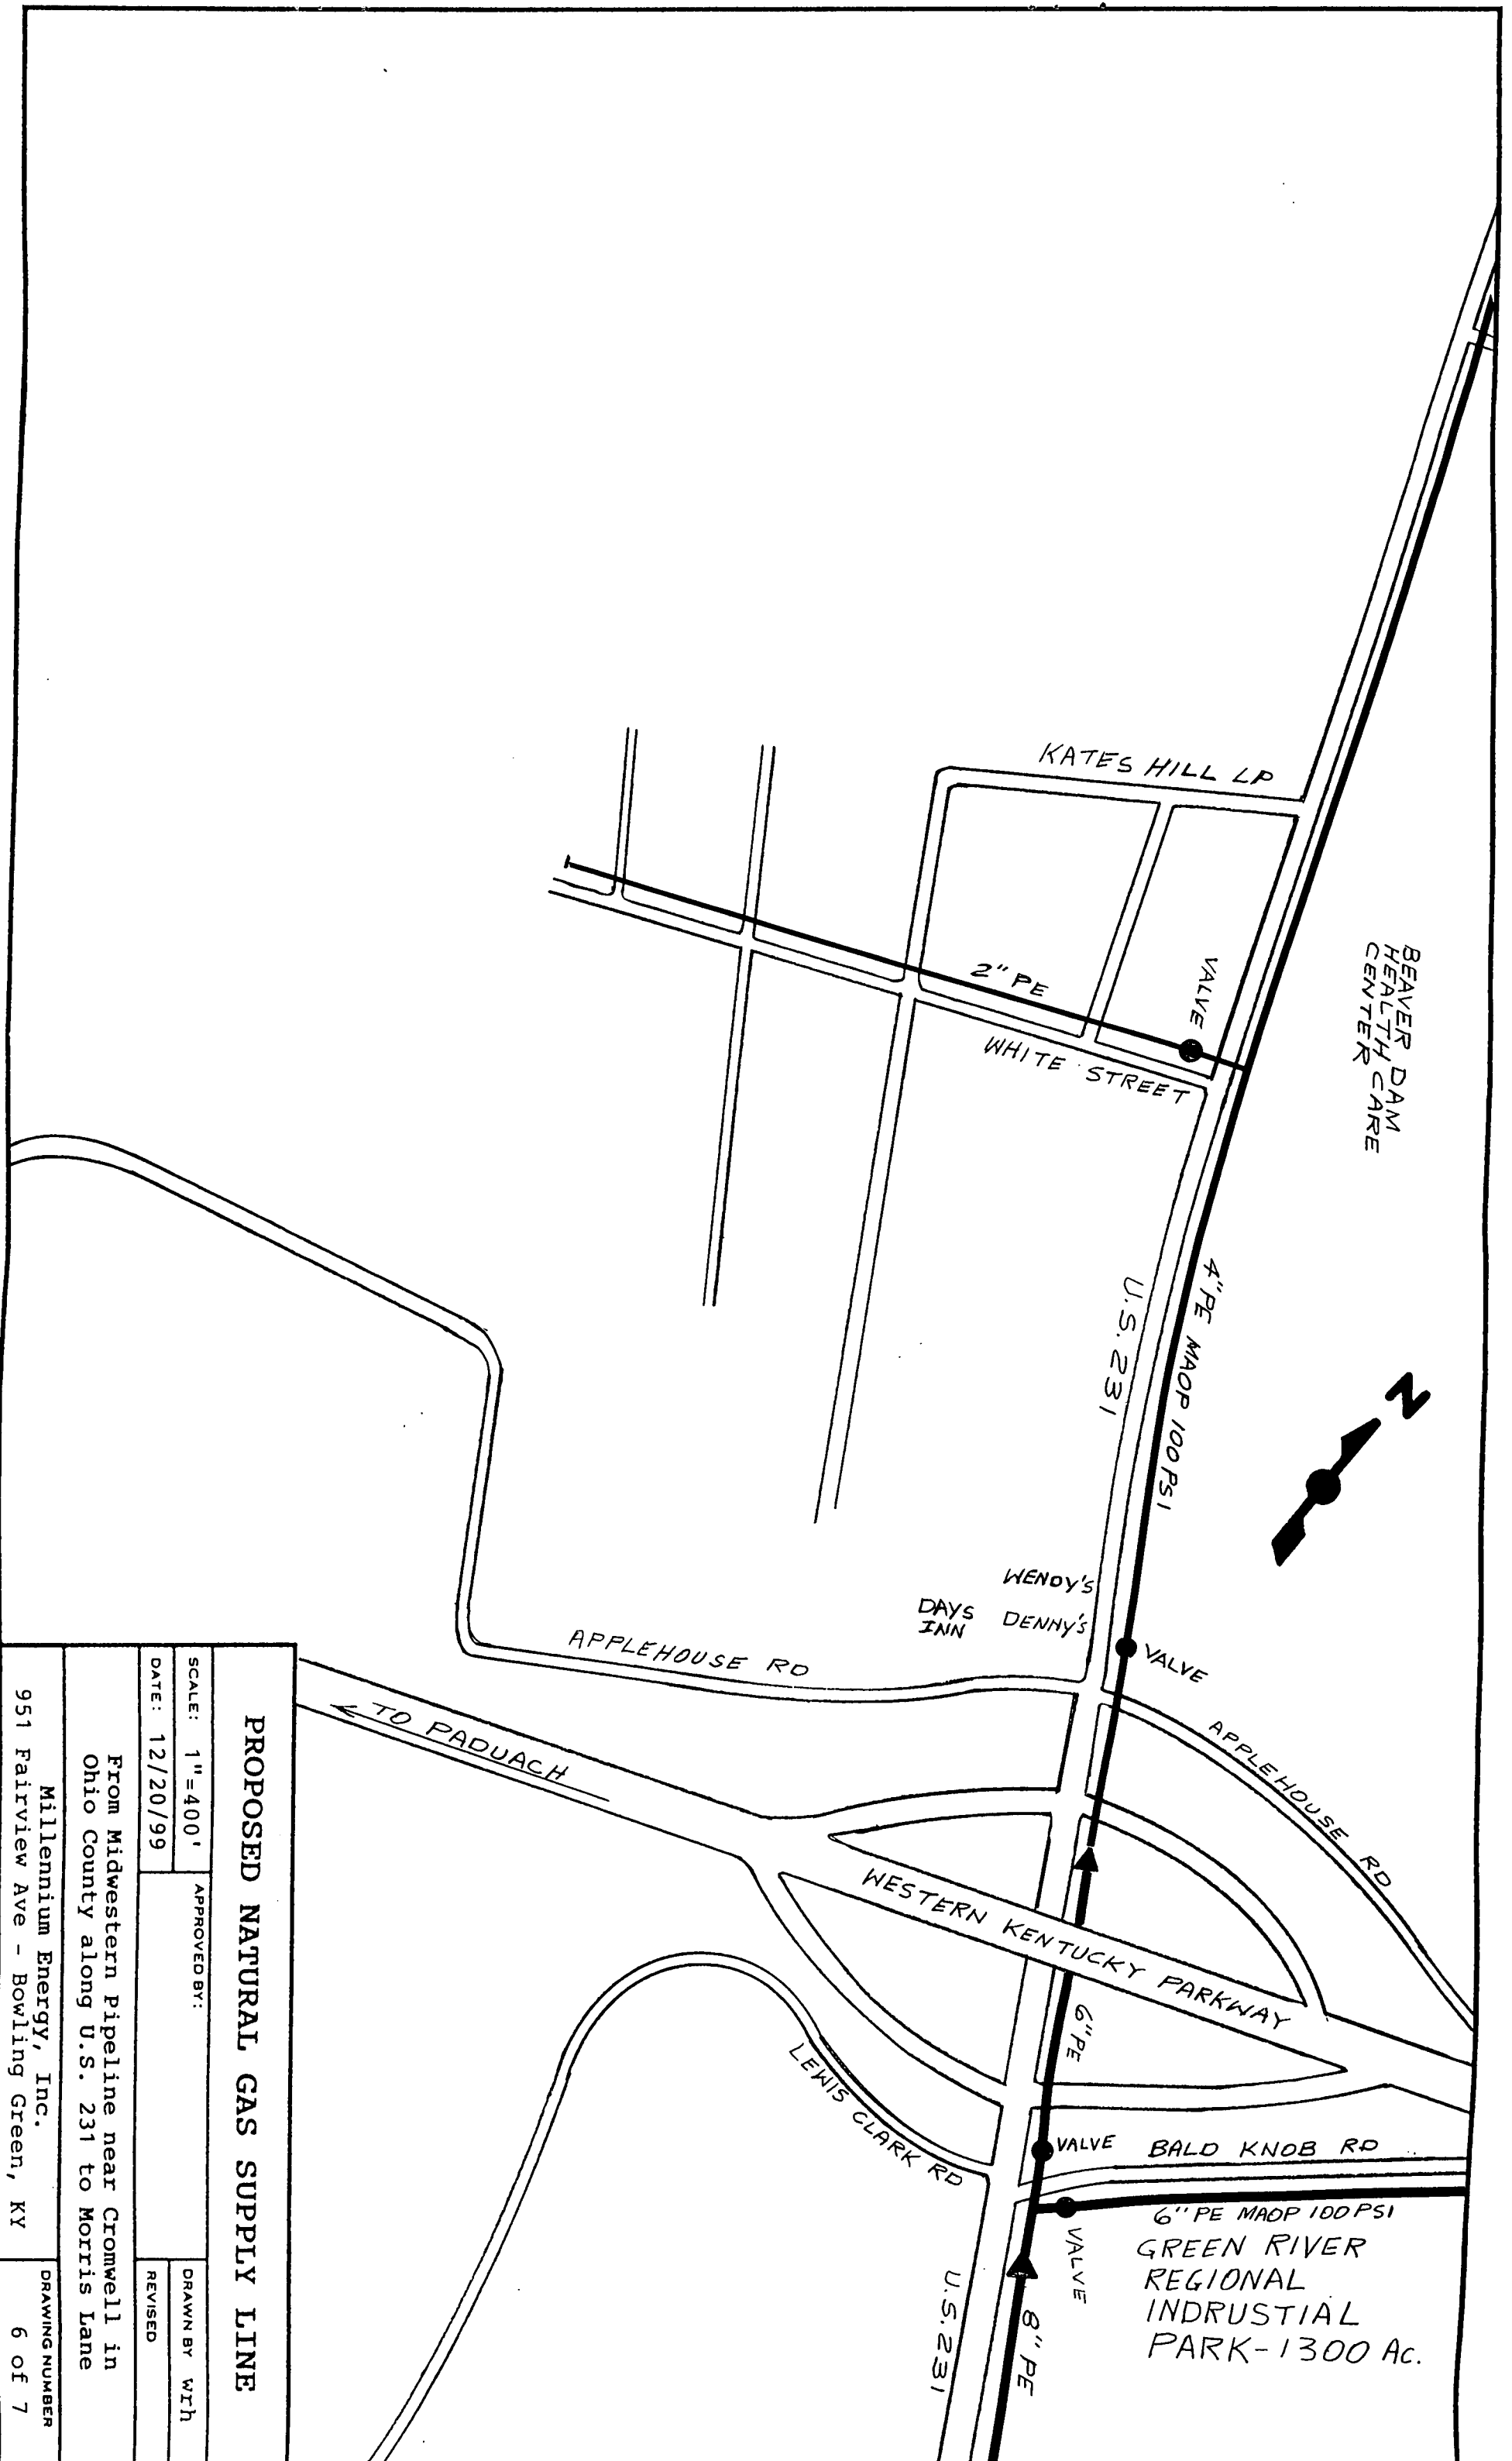 KATES HILL LP
BEAVER DAM
HEALTH CARE
CENTER
VALVE
2" PE
WHITE STREET
4" PE MAOP 100 PSI
U.S. 231
N
WENDY'S
DAYS
INN
DENNY'S
VALVE
APPLEHOUSE RD
APPLEHOUSE RD
TO PADUACH
WESTERN KENTUCKY PARKWAY
6" PE
LEWIS CLARK RD
VALVE
BALD KNOB RD
6" PE MAOP 100 PSI
VALVE
GREEN RIVER
REGIONAL
INDRUSTIAL
PARK-1300 Ac.
U.S. 231
8" PE
PROPOSED NATURAL GAS SUPPLY LINE
SCALE: 1"=400'
APPROVED BY:
DRAWN BY wrh
DATE: 12/20/99
REVISED
From Midwestern Pipeline near Cromwell in
Ohio County along U.S. 231 to Morris Lane
Millennium Energy, Inc.
951 Fairview Ave - Bowling Green, KY
DRAWING NUMBER
6 of 7